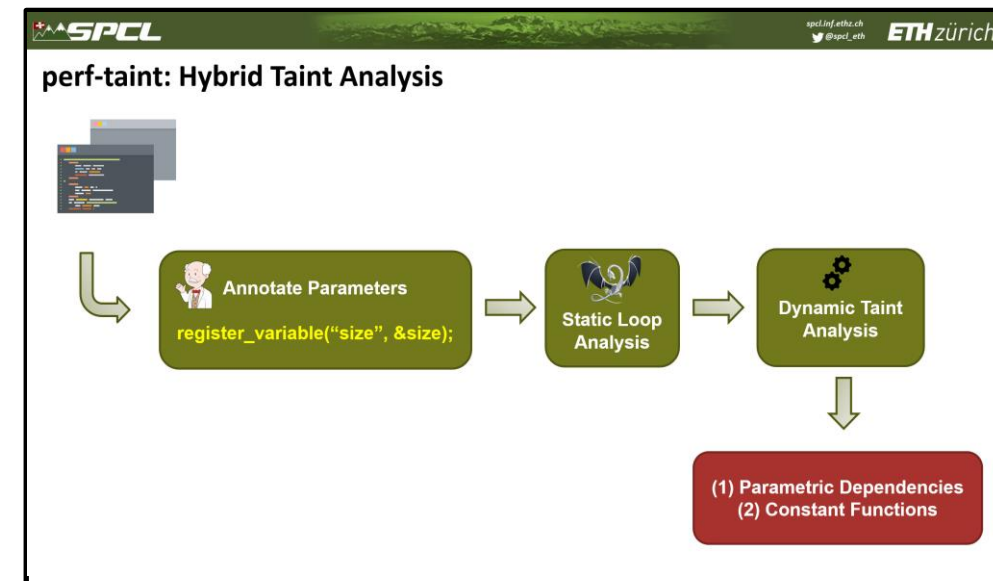 SPCL
spcl.inf.ethz.ch
@spcl_eth
ETH zürich
perf-taint: Hybrid Taint Analysis
Annotate Parameters
register_variable(“size”, &size);
Static Loop
Analysis
Dynamic Taint
Analysis
(1) Parametric Dependencies
(2) Constant Functions